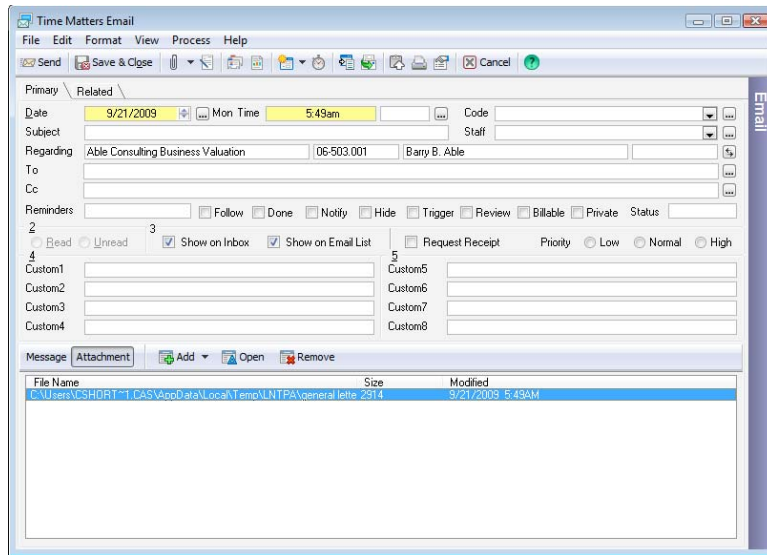 Time Matters Email
File Edit Format View Process Help
Send Save & Close Cancel
Primary Related
Date 9/21/2009 ... Mon Time 5:49am ... Code ...
Subject Staff ...
Regarding Able Consulting Business Valuation 06-503.001 Barry B. Able
To ...
Cc ...
Reminders Follow Done Notify Hide Trigger Review Billable Private Status
2 3
Read Unread Show on Inbox Show on Email List Request Receipt Priority Low Normal High
4 5
Custom1 Custom5
Custom2 Custom6
Custom3 Custom7
Custom4 Custom8
Message Attachment Add Open Remove
File Name Size Modified
C:\Users\CSHORT~1.CAS\AppData\Local\Temp\LNTPA\general lette 2914 9/21/2009 5:49AM
Email